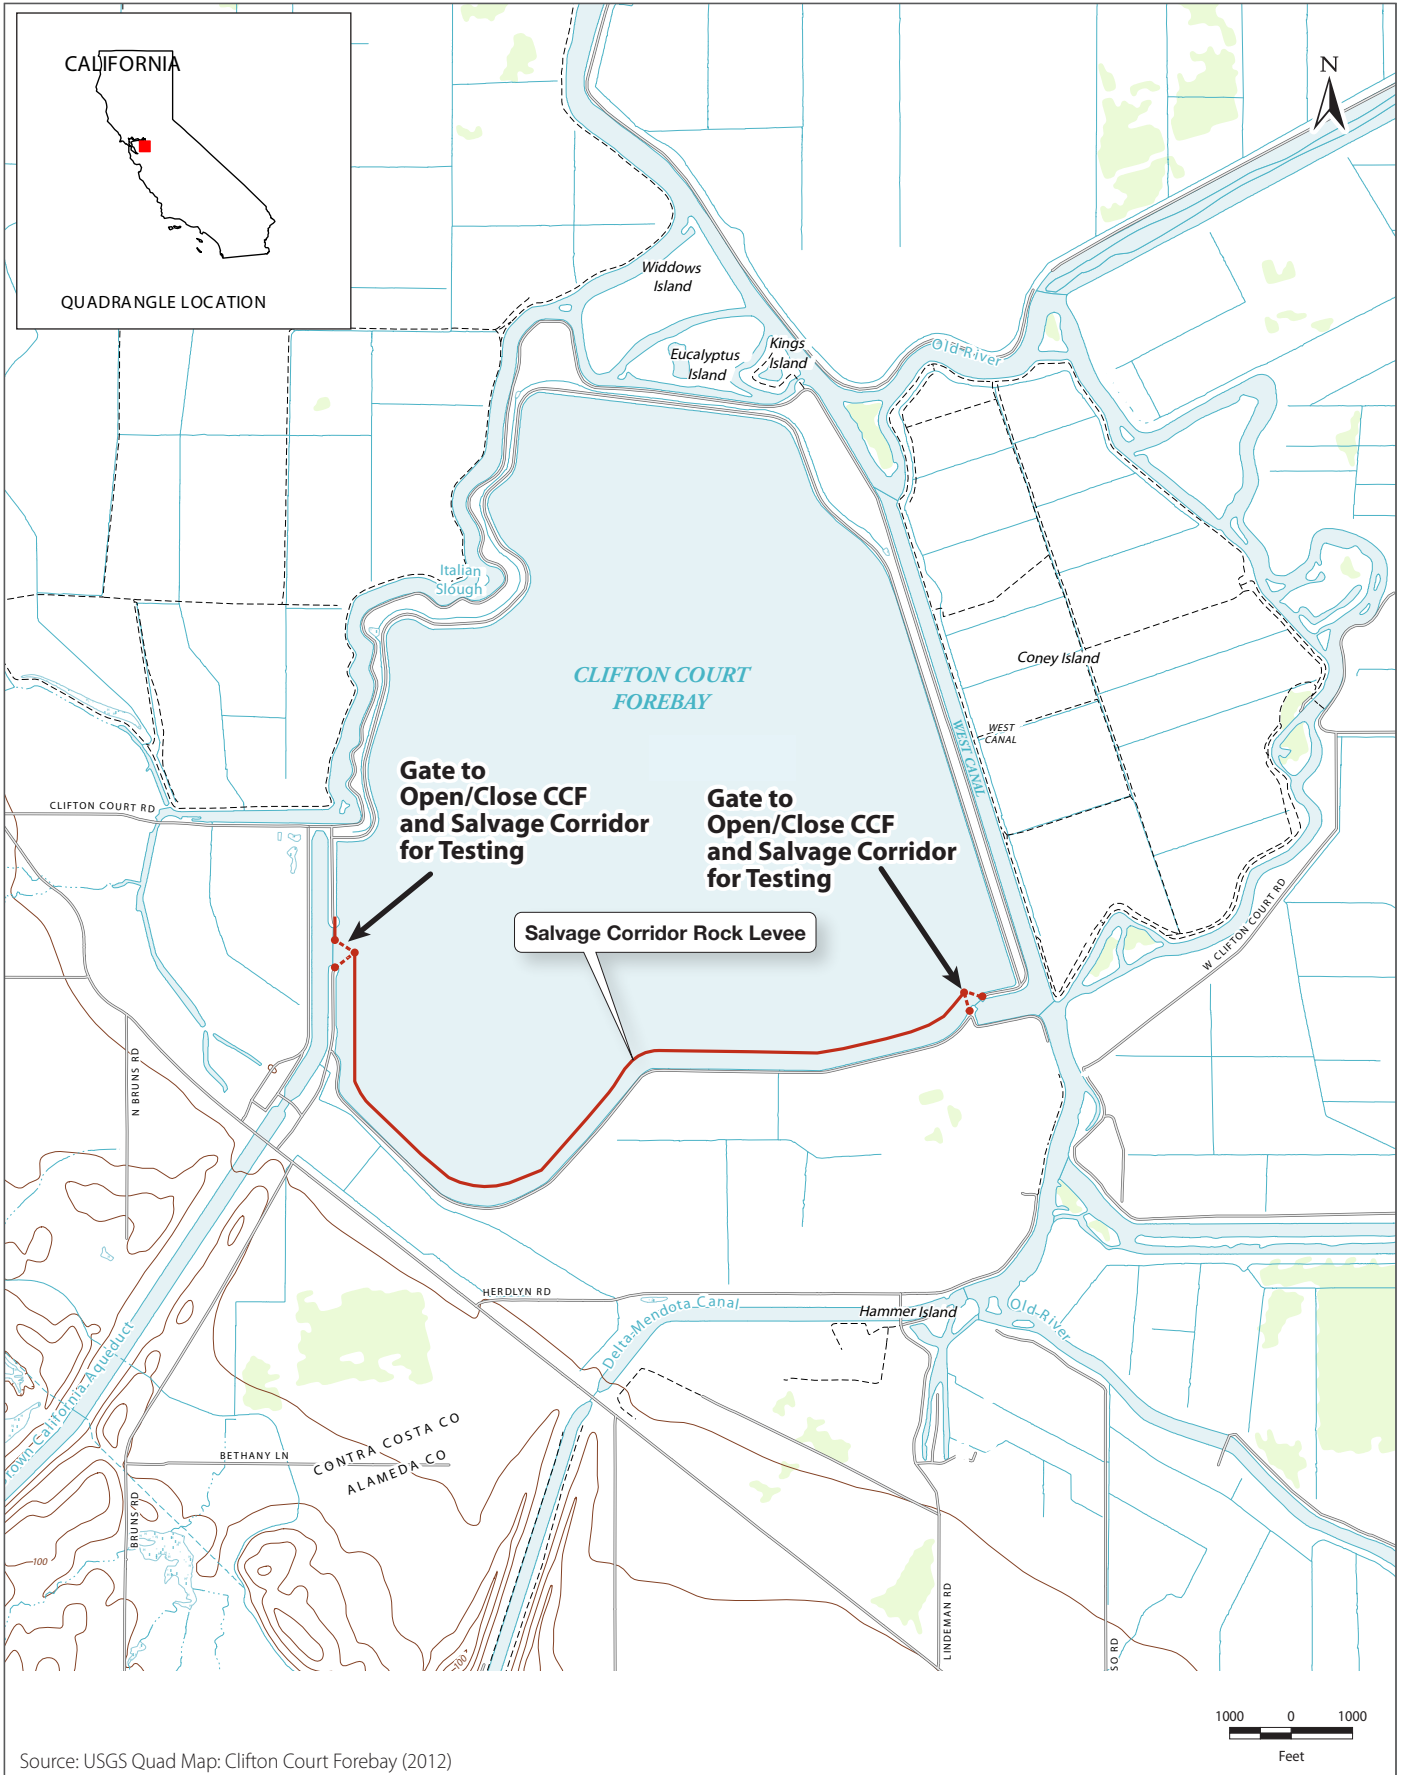 CALIFORNIA
QUADRANGLE LOCATION
N
Widdows
Island
Kings
Island
Eucalyptus
Island
Old River
Italian
Slough
Coney Island
CLIFTON COURT
FOREBAY
WEST CANAL
WEST
CANAL
Gate to
Open/Close CCF
and Salvage Corridor
for Testing
Gate to
Open/Close CCF
and Salvage Corridor
for Testing
CLIFTON COURT RD
Salvage Corridor Rock Levee
W CLIFTON COURT RD
N BRUNS RD
HERDLYN RD
Delta-Mendota Canal
Hammer Island
Old River
rown California Aqueduct
CONTRA COSTA CO
ALAMEDA CO
BETHANY LN
BRUNS RD
100
100
LINDEMAN RD
SO RD
1000 0 1000
Feet
Source: USGS Quad Map: Clifton Court Forebay (2012)